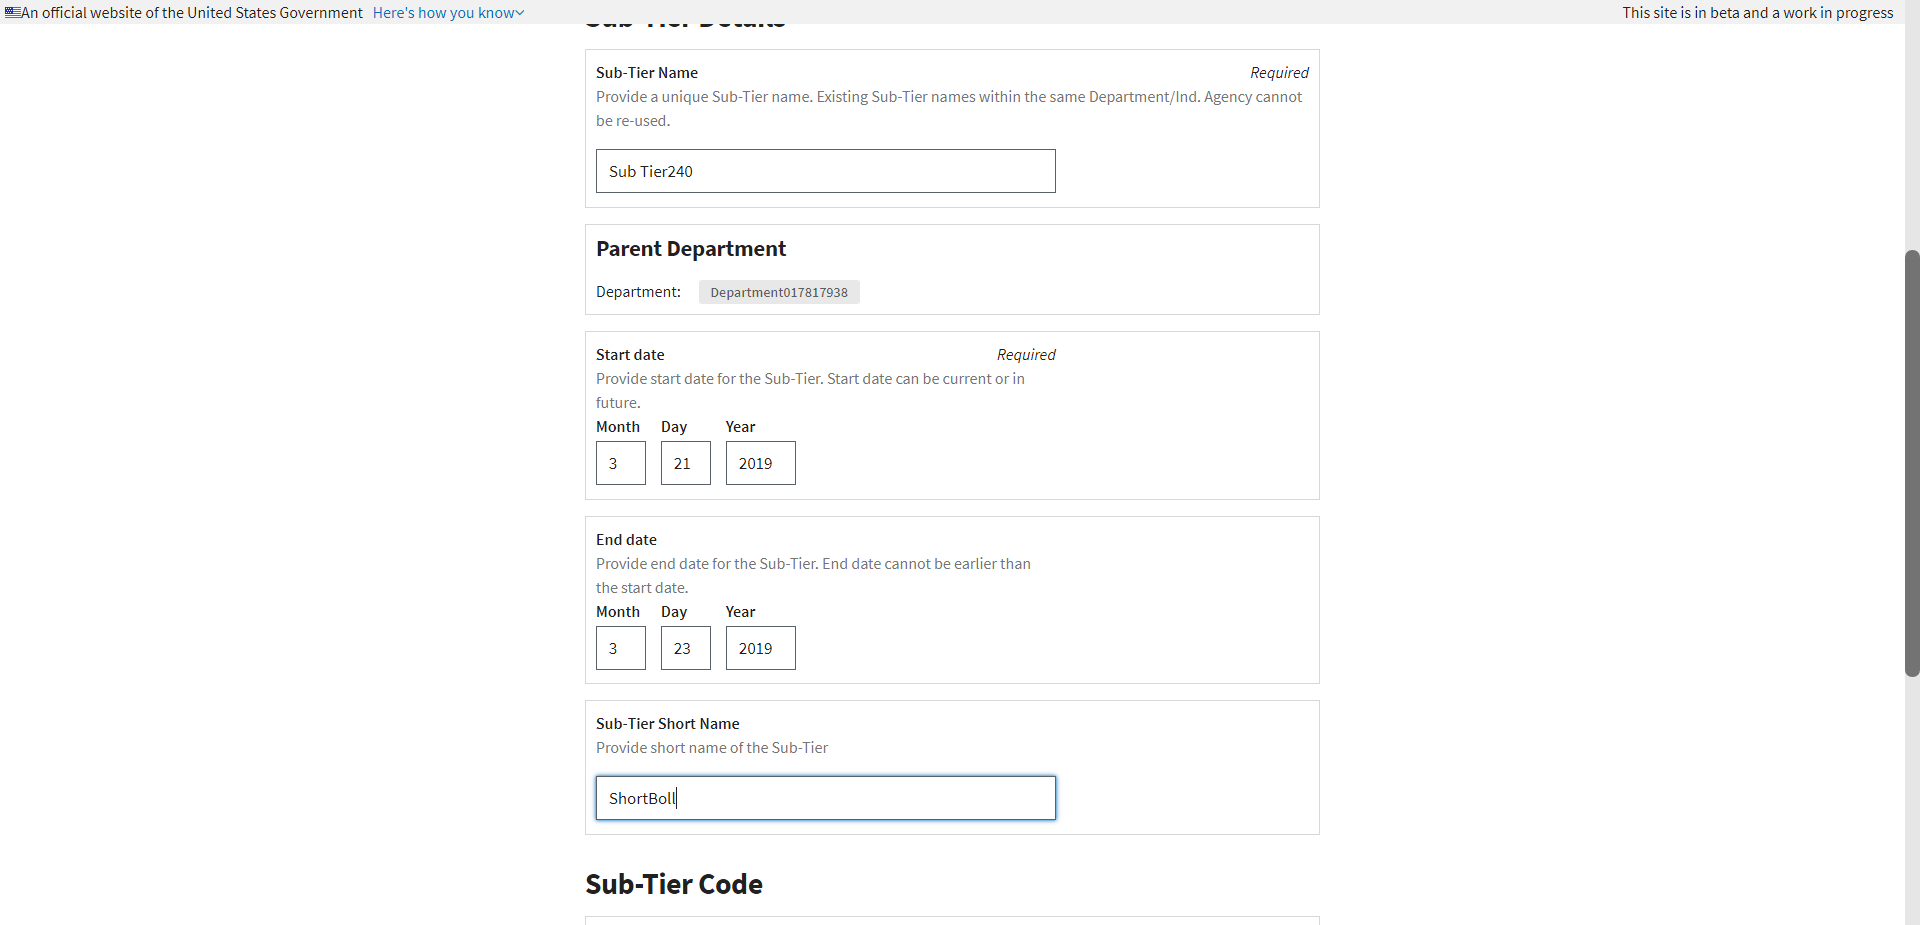 An official website of the United States Government Here's how you know
This site is in beta and a work in progress
Sub-Tier Details
Sub-Tier Name Required
Provide a unique Sub-Tier name. Existing Sub-Tier names within the same Department/Ind. Agency cannot
be re-used.
Sub Tier240
Parent Department
Department: Department017817938
Start date Required
Provide start date for the Sub-Tier. Start date can be current or in
future.
Month Day Year
3 21 2019
End date
Provide end date for the Sub-Tier. End date cannot be earlier than
the start date.
Month Day Year
3 23 2019
Sub-Tier Short Name
Provide short name of the Sub-Tier
ShortBoll
Sub-Tier Code